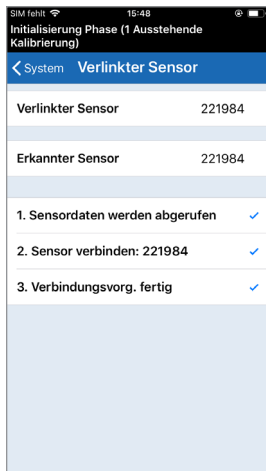 SIM fehlt 15:48
Initialisierung Phase (1 Ausstehende
Kalibrierung)
System Verlinkter Sensor
Verlinkter Sensor 221984
Erkannter Sensor 221984
1. Sensordaten werden abgerufen
2. Sensor verbinden: 221984
3. Verbindungsvorg. fertig